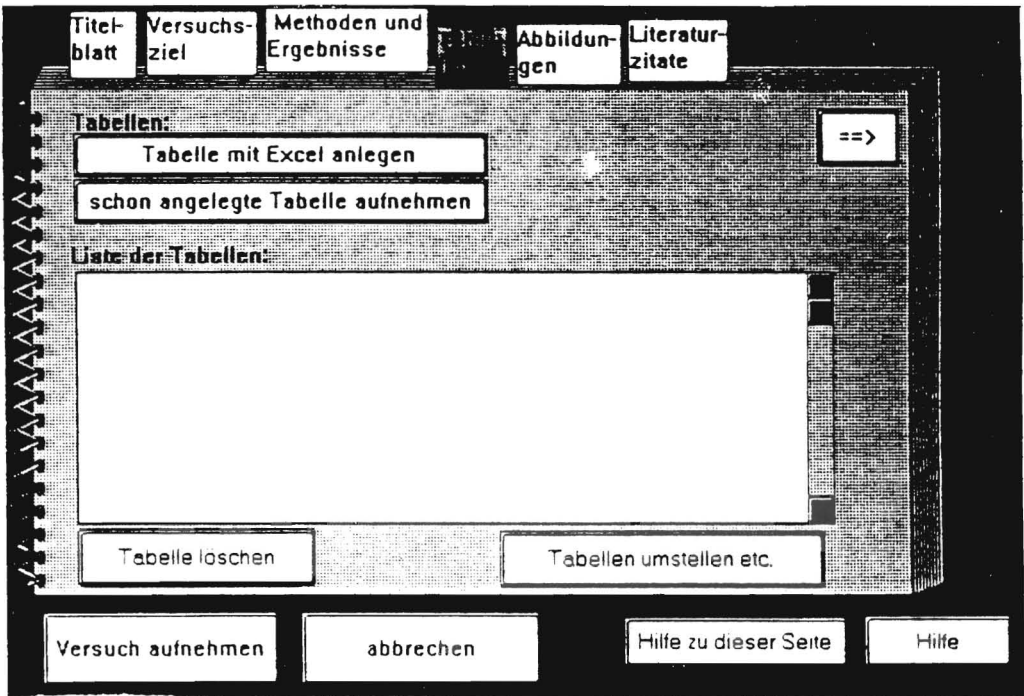 Titel-
blatt
Versuchs-
ziel
Methoden und
Ergebnisse
Abbildun-
gen
Literatur-
zitate
Tabellen:
==>
Tabelle mit Excel anlegen
schon angelegte Tabelle aufnehmen
Liste der Tabellen:
Tabelle löschen
Tabellen umstellen etc.
Versuch aufnehmen
abbrechen
Hilfe zu dieser Seite
Hilfe